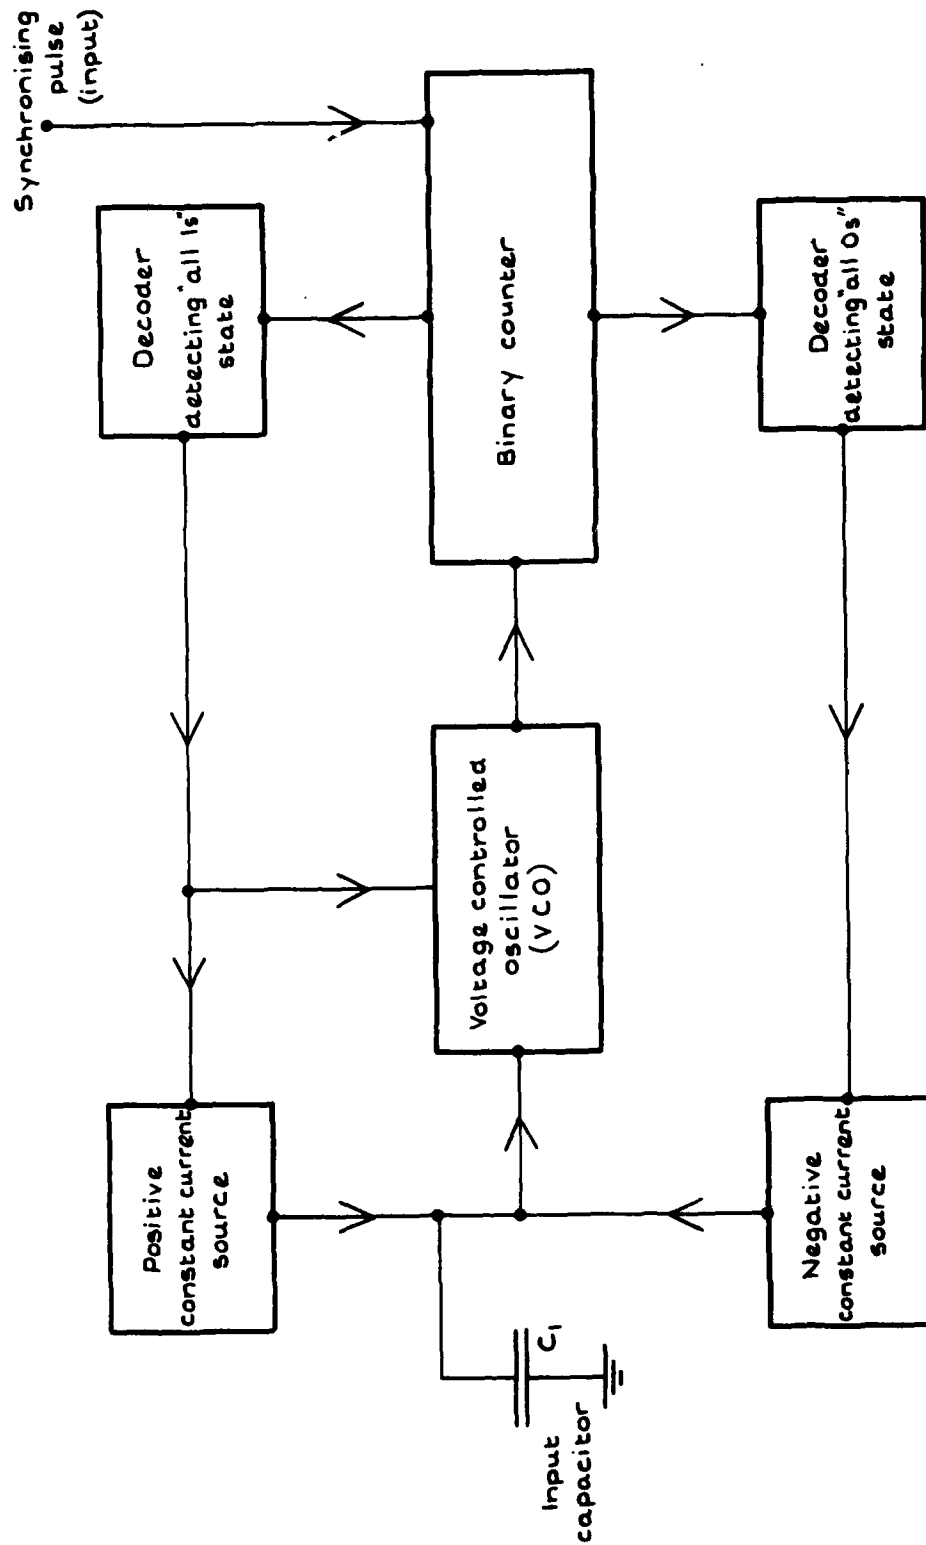 Synchronising
pulse
(input)
Decoder
detecting "all 1s"
state
Binary counter
Decoder
detecting "all 0s"
state
Voltage controlled
oscillator
(VCO)
Positive
constant current
source
Negative
constant current
source
C1
Input
capacitor